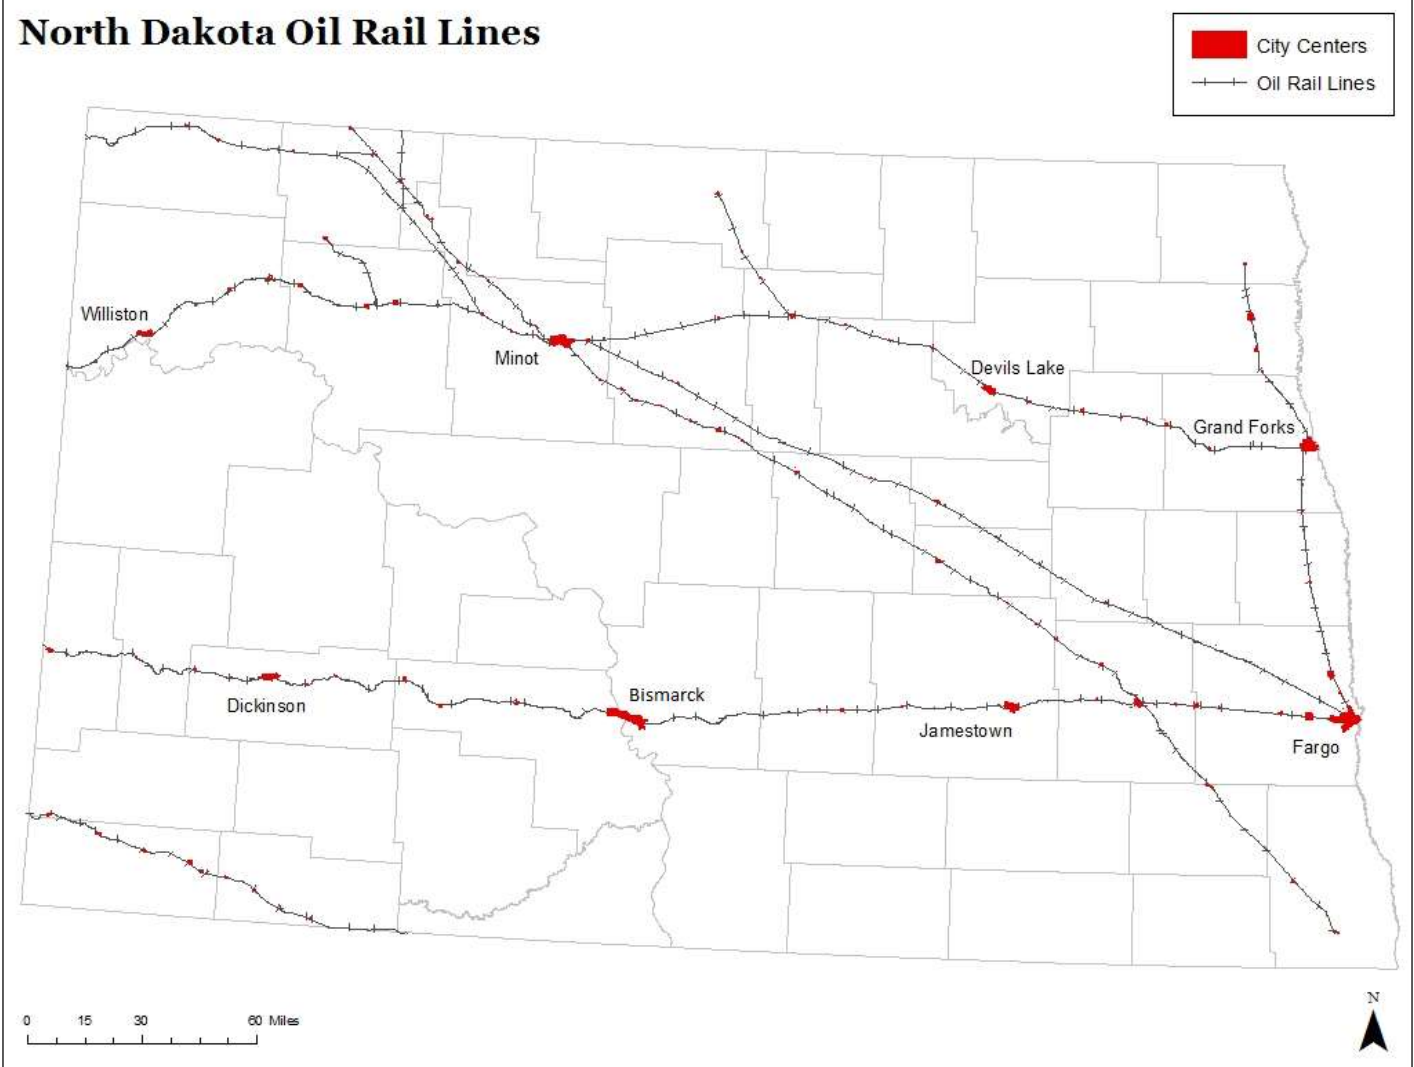 North Dakota Oil Rail Lines
City Centers
Oil Rail Lines
Williston
Minot
Devils Lake
Grand Forks
Dickinson
Bismarck
Jamestown
Fargo
0 15 30 60 Miles
N